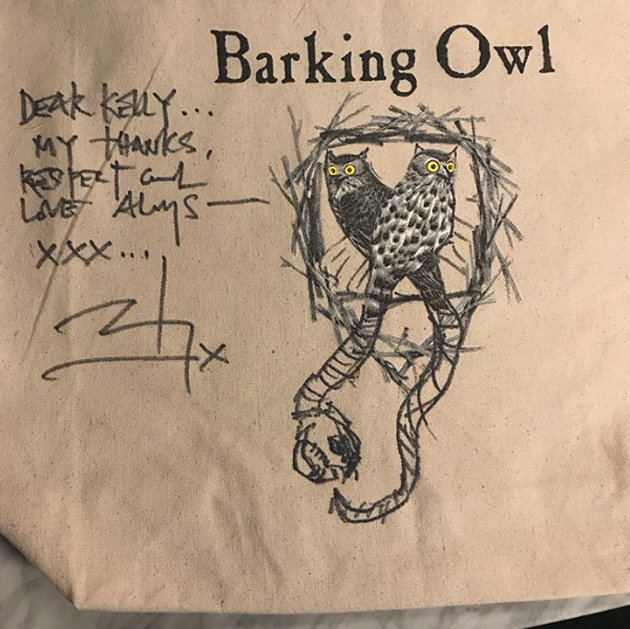 Barking Owl
DEAR KELLY...
MY THANKS,
RESPECT and
LOVE Always —
xxx...
x